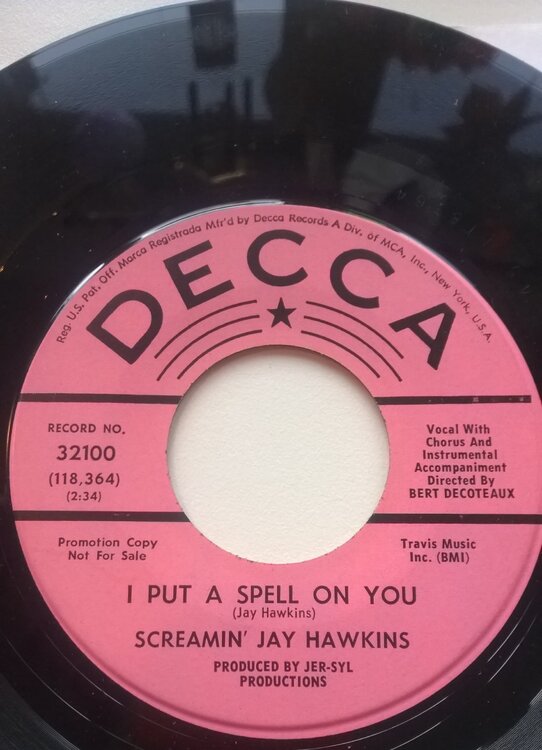 Reg. U.S. Pat. Off. Marca Registrada Mfr'd by Decca Records A Div. of MCA, Inc., New York, U.S.A.
DECCA
RECORD NO.
32100
(118,364)
(2:34)
Vocal With
Chorus And
Instrumental
Accompaniment
Directed By
BERT DECOTEAUX
Promotion Copy
Not For Sale
Travis Music
Inc. (BMI)
I PUT A SPELL ON YOU
(Jay Hawkins)
SCREAMIN' JAY HAWKINS
PRODUCED BY JER-SYL
PRODUCTIONS